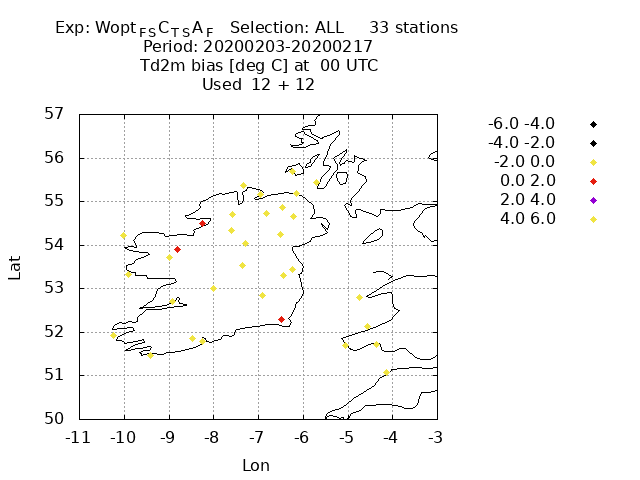 Exp: WoptFSCTSAF   Selection: ALL     33 stations
Period: 20200203-20200217
Td2m bias [deg C] at  00 UTC
Used  12 + 12
57
56
55
54
53
52
51
50
-11 -10 -9 -8 -7 -6 -5 -4 -3
Lat
Lon
-6.0 -4.0
-4.0 -2.0
-2.0 0.0
0.0 2.0
2.0 4.0
4.0 6.0